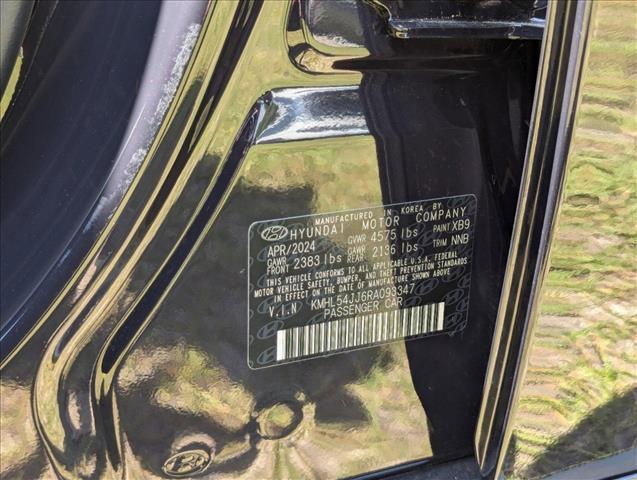 MANUFACTURED IN KOREA BY
HYUNDAI MOTOR COMPANY
APR/2024 GVWR 4575 lbs PAINT XB9
GAWR FRONT 2383 lbs GAWR REAR 2136 lbs TRIM NNB
THIS VEHICLE CONFORMS TO ALL APPLICABLE U.S.A. FEDERAL
MOTOR VEHICLE SAFETY, BUMPER, AND THEFT PREVENTION STANDARDS
IN EFFECT ON THE DATE OF MANUFACTURE SHOWN ABOVE.
V.I.N KMHL54JJ6RA093347
PASSENGER CAR